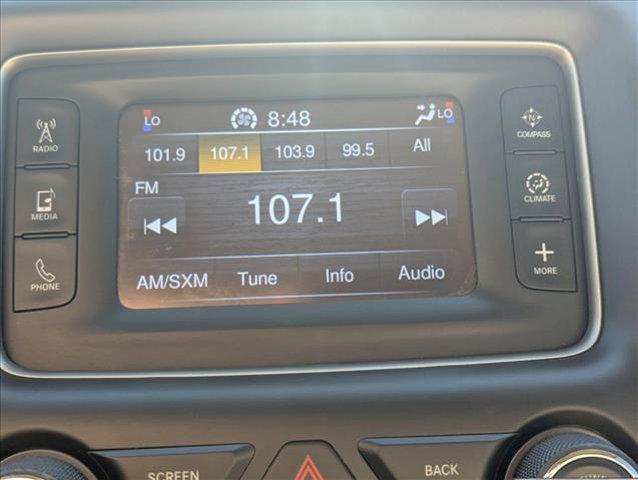 LO 8:48 LO
101.9 107.1 103.9 99.5 All
FM
107.1
AM/SXM Tune Info Audio
RADIO
MEDIA
PHONE
N
COMPASS
CLIMATE
MORE
SCREEN
BACK